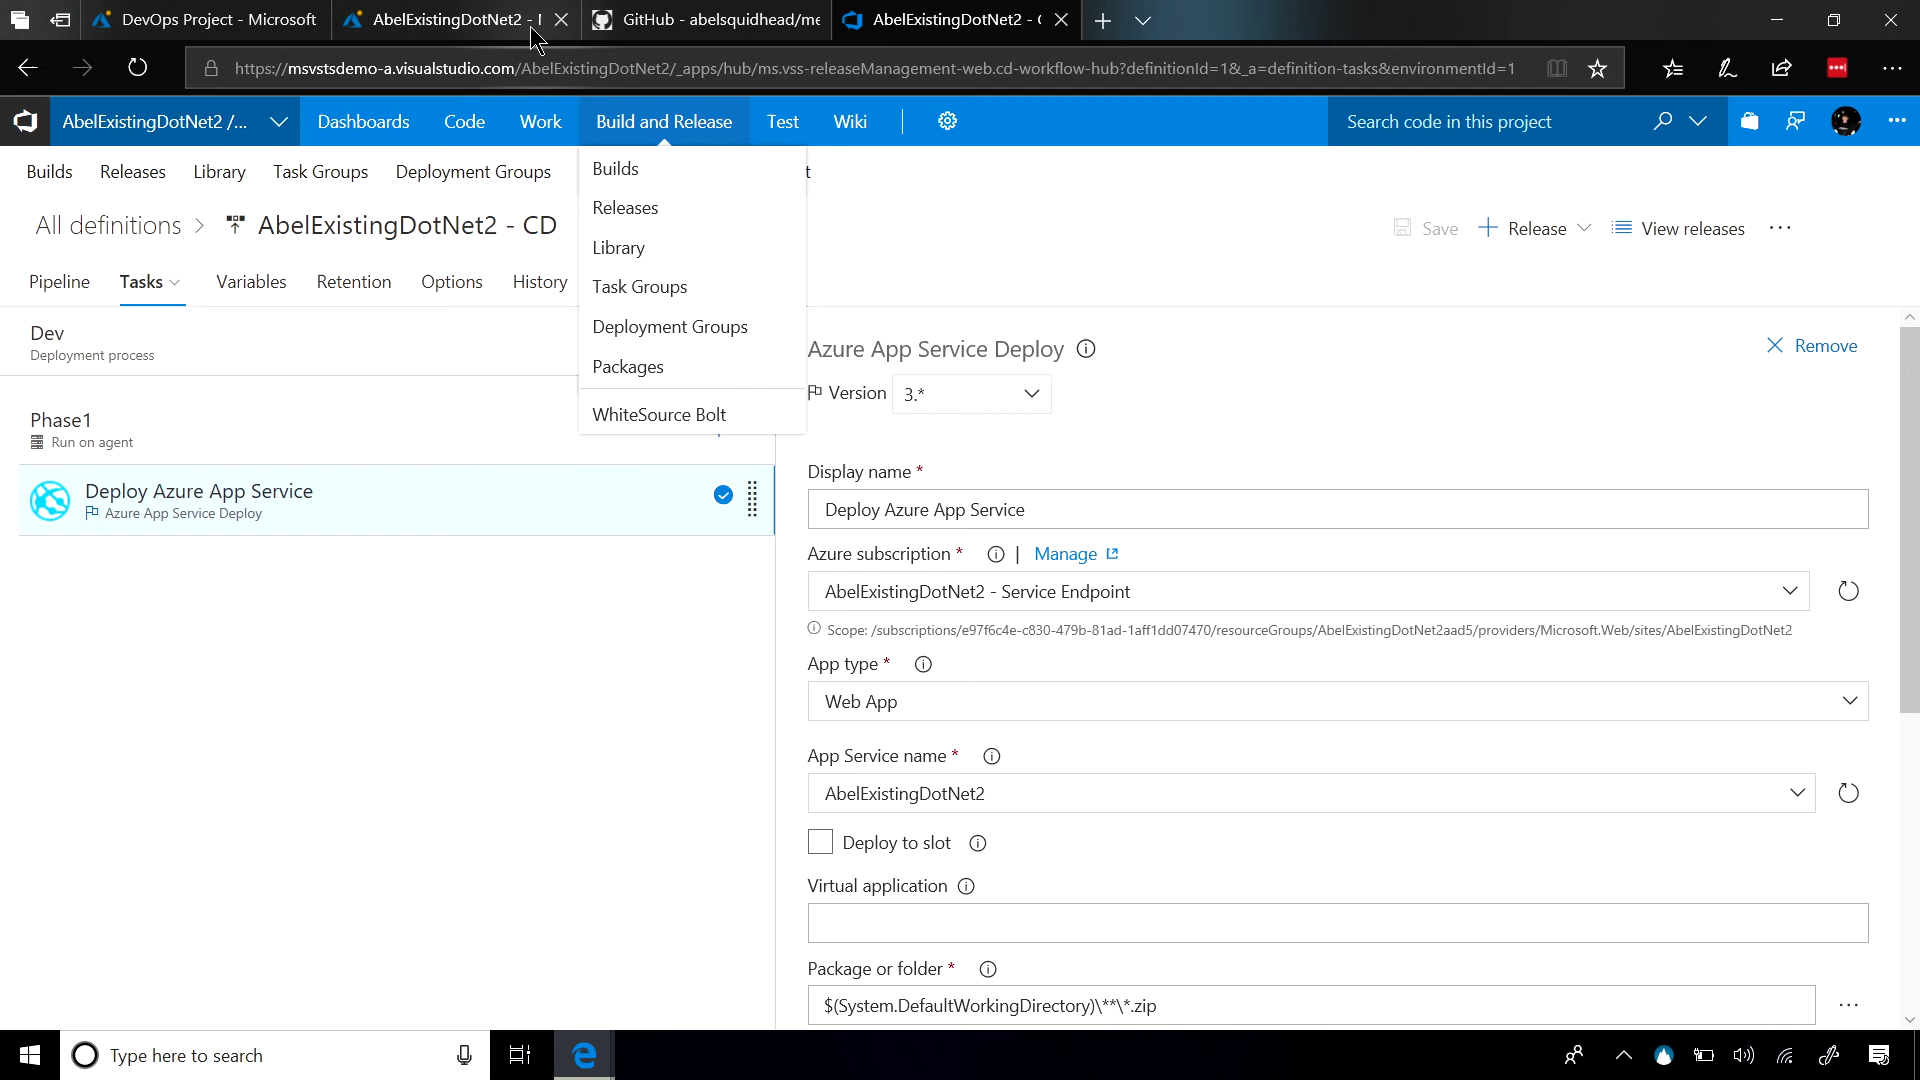 DevOps Project - Microsoft
AbelExistingDotNet2 -
GitHub - abelsquidhead/me
AbelExistingDotNet2 -
https://msvstsdemo-a.visualstudio.com/AbelExistingDotNet2/_apps/hub/ms.vss-releaseManagement-web.cd-workflow-hub?definitionId=1&_a=definition-tasks&environmentId=1
AbelExistingDotNet2 /...
Dashboards
Code
Work
Build and Release
Test
Wiki
Search code in this project
Builds
Releases
Library
Task Groups
Deployment Groups
t
Builds
Releases
Library
Task Groups
Deployment Groups
Packages
WhiteSource Bolt
All definitions > AbelExistingDotNet2 - CD
Save
Release
View releases
Pipeline
Tasks
Variables
Retention
Options
History
Dev
Deployment process
Phase1
Run on agent
Deploy Azure App Service
Azure App Service Deploy
Azure App Service Deploy
Remove
Version 3.*
Display name *
Deploy Azure App Service
Azure subscription * | Manage
AbelExistingDotNet2 - Service Endpoint
Scope: /subscriptions/e97f6c4e-c830-479b-81ad-1aff1dd07470/resourceGroups/AbelExistingDotNet2aad5/providers/Microsoft.Web/sites/AbelExistingDotNet2
App type *
Web App
App Service name *
AbelExistingDotNet2
Deploy to slot
Virtual application
Package or folder *
$(System.DefaultWorkingDirectory)\**\*.zip
Type here to search